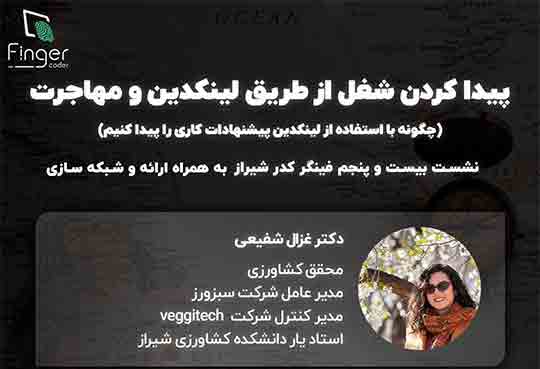 OCEAN
Finger
coder
پیدا کردن شغل از طریق لینکدین و مهاجرت
(چگونه با استفاده از لینکدین پیشنهادات کاری را پیدا کنیم)
نشست بیست و پنجم فینگر کدر شیراز به همراه ارائه و شبکه سازی
دکتر غزال شفیعی
محقق کشاورزی
مدیر عامل شرکت سبزورز
مدیر کنترل شرکت veggitech
استاد یار دانشکده کشاورزی شیراز